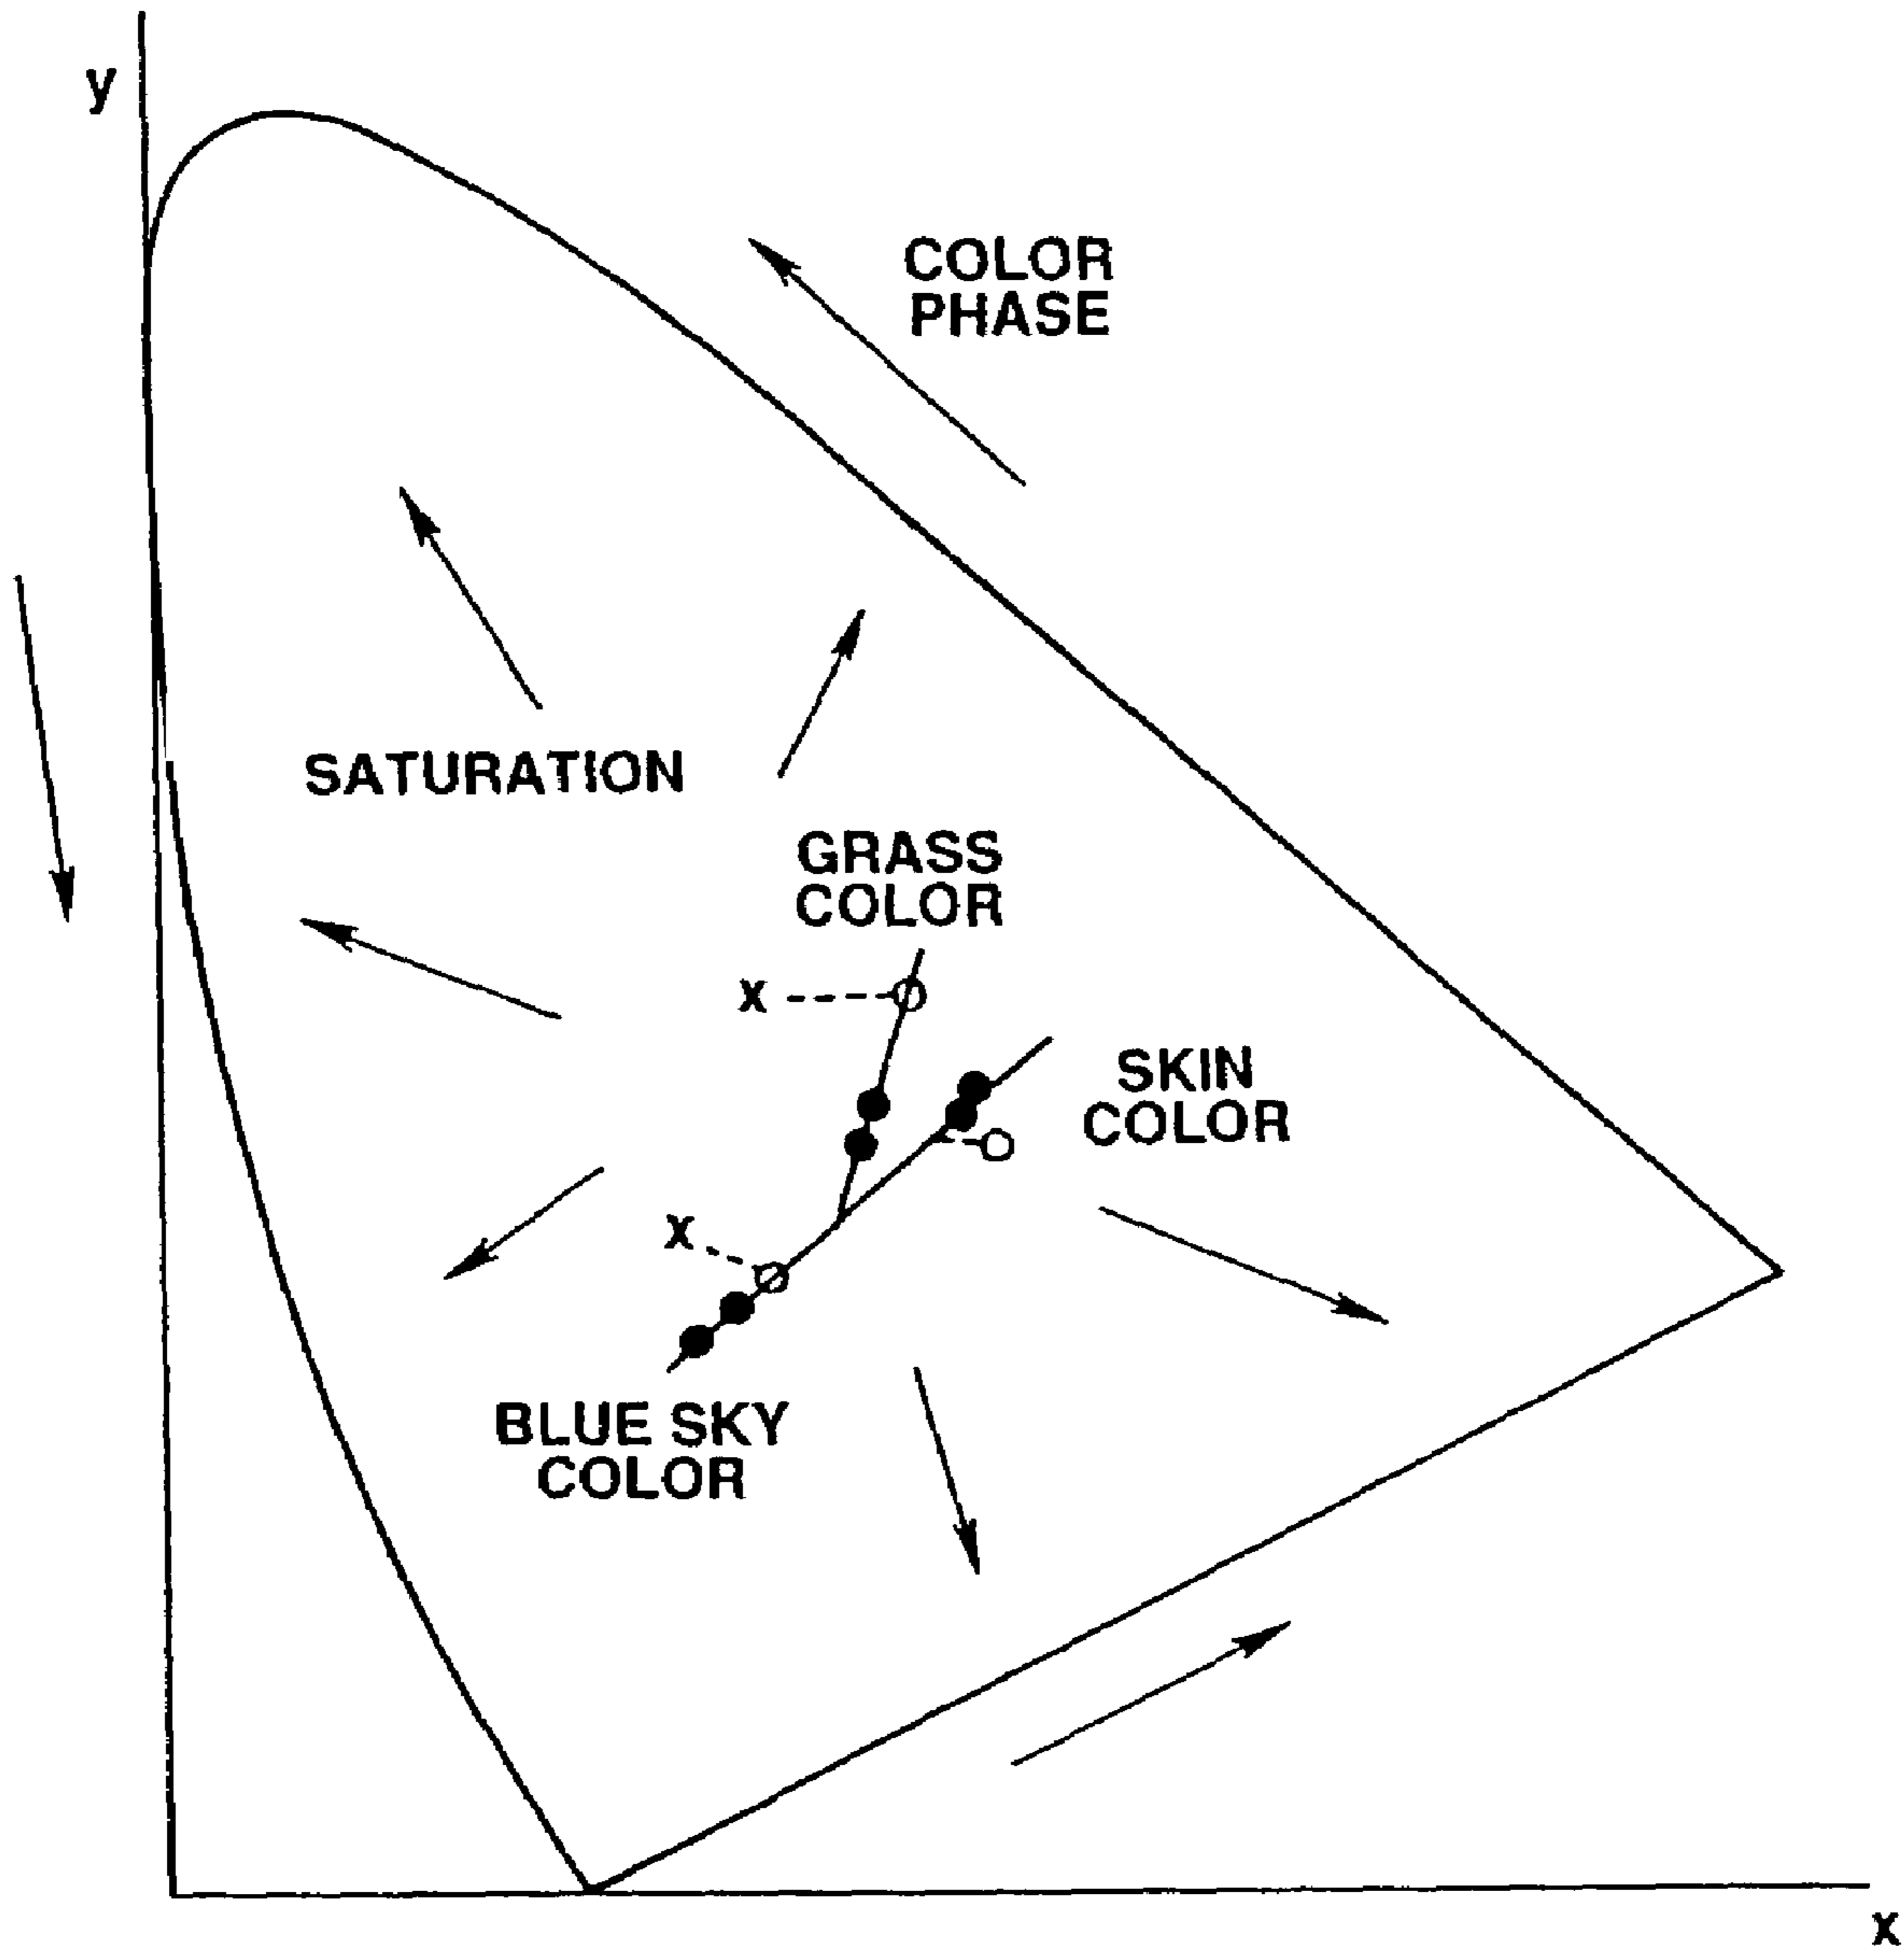 y
COLOR
PHASE
SATURATION
GRASS
COLOR
X
SKIN
COLOR
X
BLUE SKY
COLOR
x